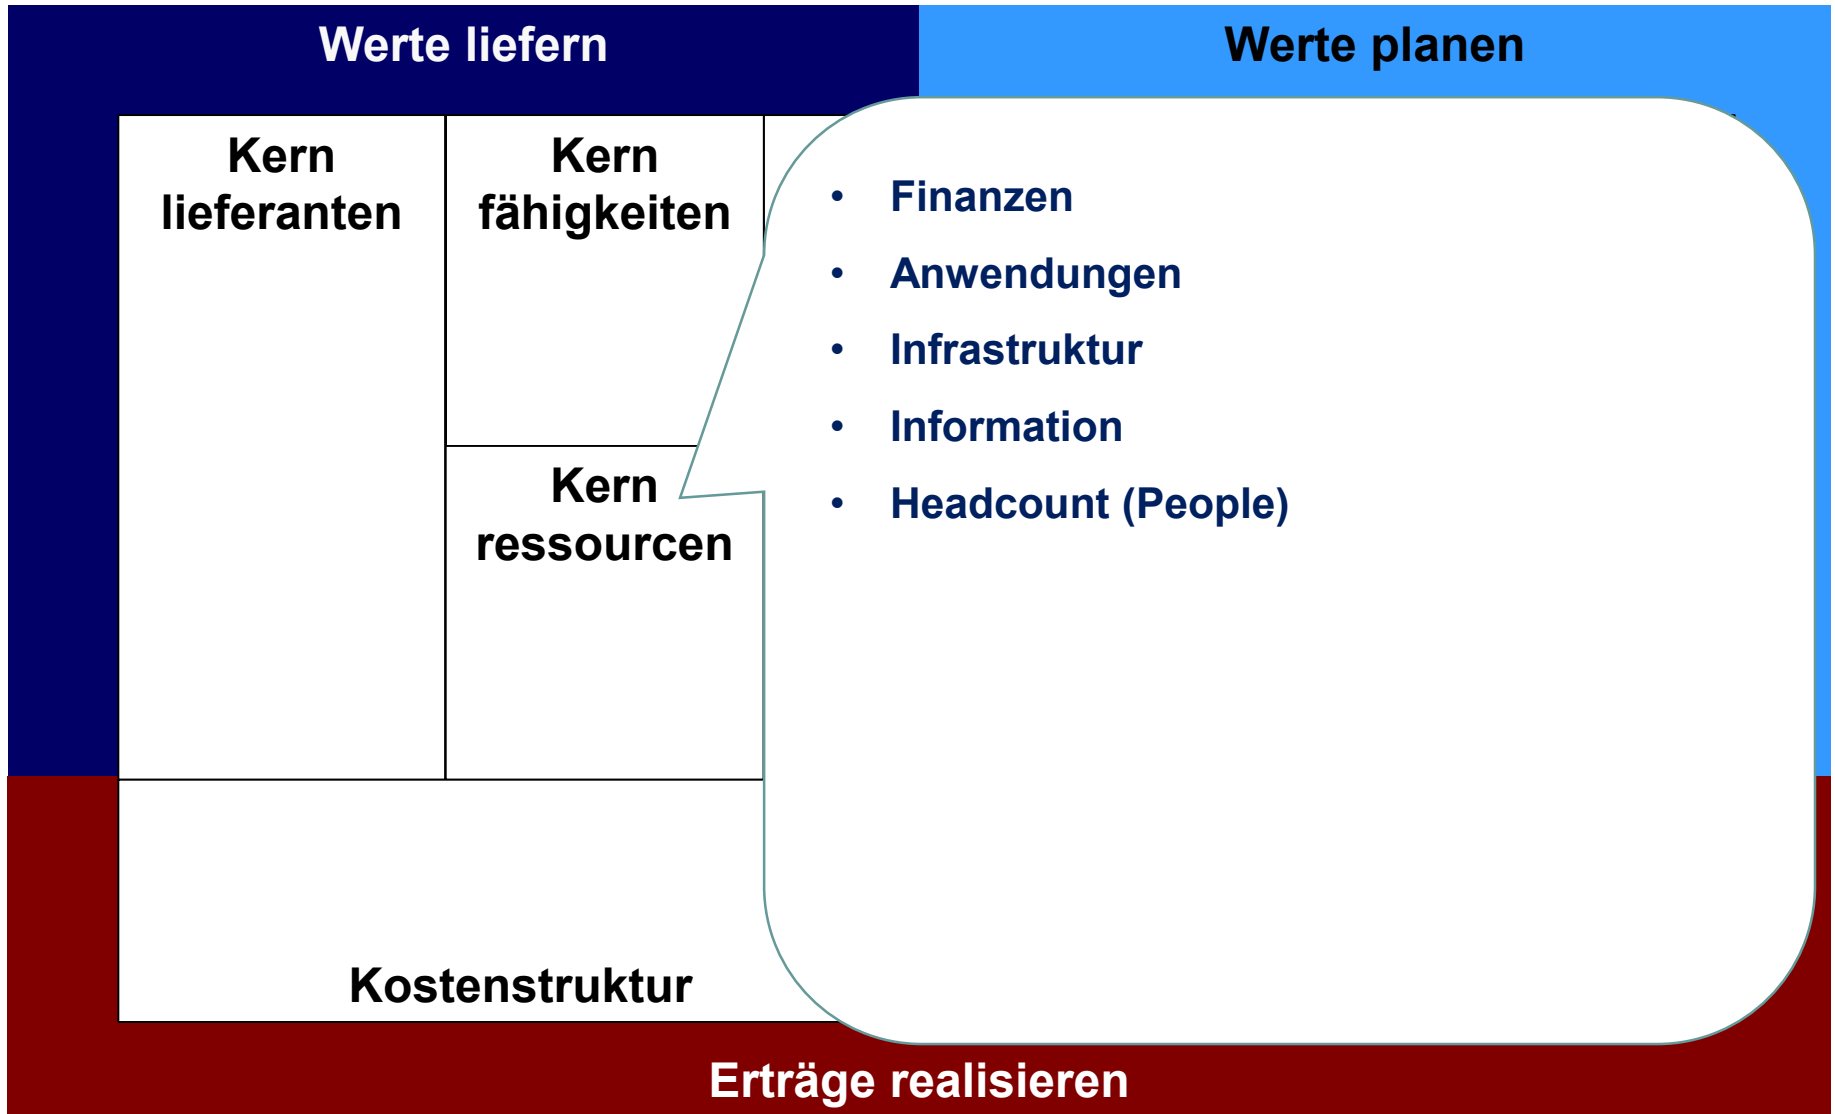 Werte liefern
Werte planen
Kern
lieferanten
Kern
fähigkeiten
Kern
ressourcen
• Finanzen
• Anwendungen
• Infrastruktur
• Information
• Headcount (People)
Kostenstruktur
Erträge realisieren